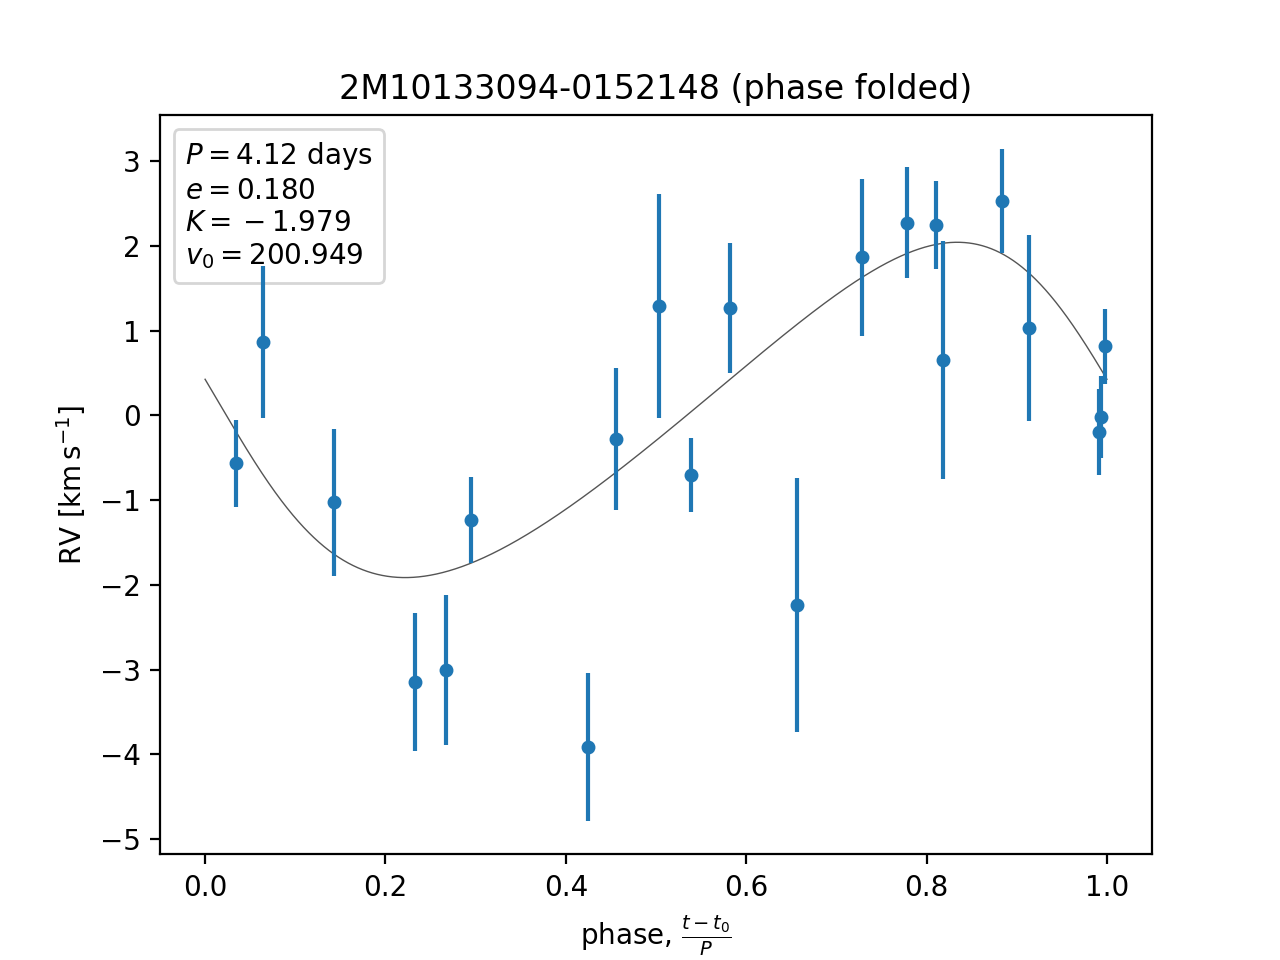 2M10133094-0152148 (phase folded)
P = 4.12 days
e = 0.180
K = −1.979
v₀ = 200.949
3
2
1
0
−1
−2
−3
−4
−5
RV [km s⁻¹]
0.0 0.2 0.4 0.6 0.8 1.0
phase, (t − t₀)/P